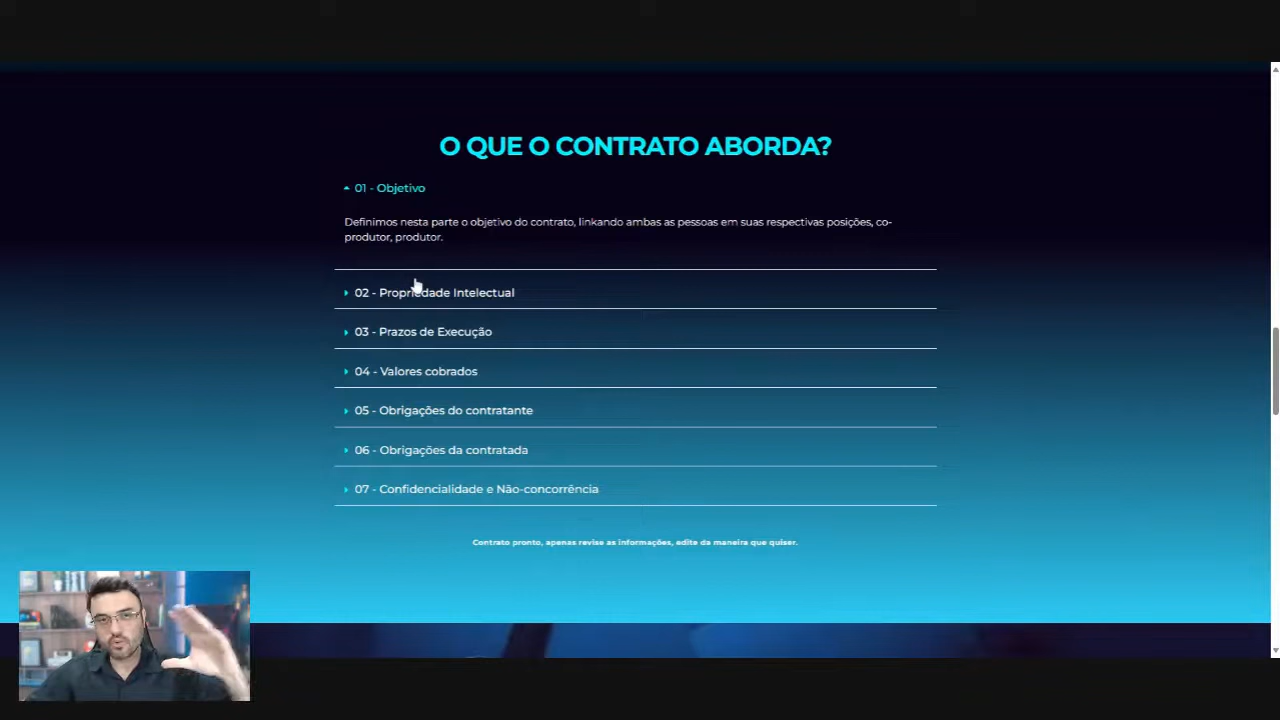 O QUE O CONTRATO ABORDA?
01 - Objetivo
Definimos nesta parte o objetivo do contrato, linkando ambas as pessoas em suas respectivas posições, co-
produtor, produtor.
02 - Propriedade Intelectual
03 - Prazos de Execução
04 - Valores cobrados
05 - Obrigações do contratante
06 - Obrigações da contratada
07 - Confidencialidade e Não-concorrência
Contrato pronto, apenas revise as informações, edite da maneira que quiser.